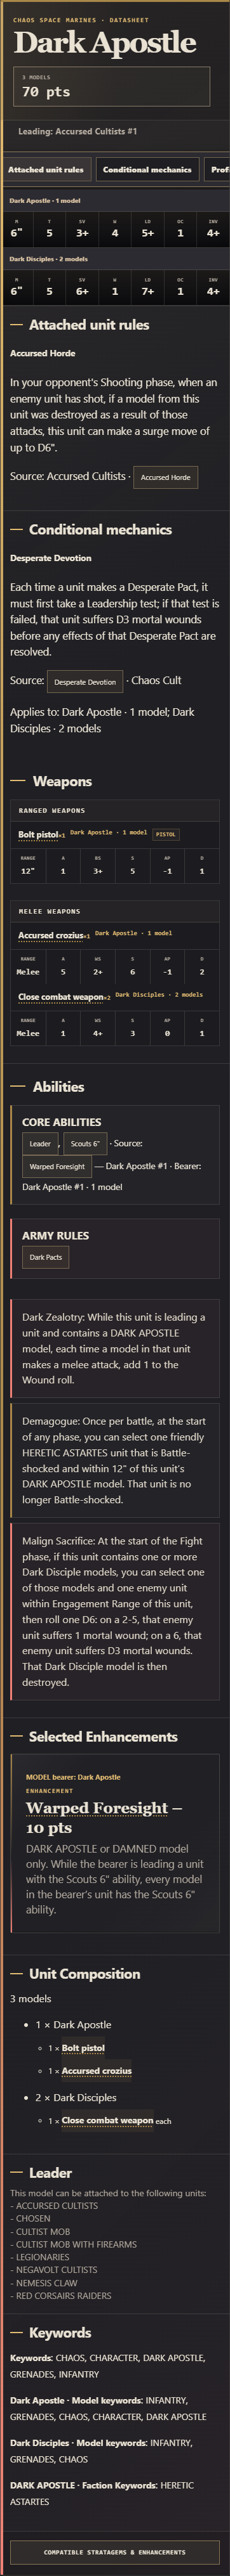 CHAOS SPACE MARINES · DATASHEET
Dark Apostle
3 MODELS
70 pts
Leading: Accursed Cultists #1
Attached unit rules
Conditional mechanics
Prof
Dark Apostle · 1 model
M T SV W LD OC INV
6" 5 3+ 4 5+ 1 4+
Dark Disciples · 2 models
M T SV W LD OC INV
6" 5 6+ 1 7+ 1 4+
— Attached unit rules
Accursed Horde
In your opponent's Shooting phase, when an
enemy unit has shot, if a model from this
unit was destroyed as a result of those
attacks, this unit can make a surge move of
up to D6".
Source: Accursed Cultists · Accursed Horde
— Conditional mechanics
Desperate Devotion
Each time a unit makes a Desperate Pact, it
must first take a Leadership test; if that test is
failed, that unit suffers D3 mortal wounds
before any effects of that Desperate Pact are
resolved.
Source: Desperate Devotion · Chaos Cult
Applies to: Dark Apostle · 1 model; Dark
Disciples · 2 models
— Weapons
RANGED WEAPONS
Bolt pistol×1 Dark Apostle · 1 model PISTOL
RANGE A BS S AP D
12" 1 3+ 5 -1 1
MELEE WEAPONS
Accursed crozius×1 Dark Apostle · 1 model
RANGE A WS S AP D
Melee 5 2+ 6 -1 2
Close combat weapon×2 Dark Disciples · 2 models
RANGE A WS S AP D
Melee 1 4+ 3 0 1
— Abilities
CORE ABILITIES
Leader, Scouts 6" · Source:
Warped Foresight — Dark Apostle #1 · Bearer:
Dark Apostle #1 · 1 model
ARMY RULES
Dark Pacts
Dark Zealotry: While this unit is leading a
unit and contains a DARK APOSTLE
model, each time a model in that unit
makes a melee attack, add 1 to the
Wound roll.
Demagogue: Once per battle, at the start
of any phase, you can select one friendly
HERETIC ASTARTES unit that is Battle-
shocked and within 12" of this unit's
DARK APOSTLE model. That unit is no
longer Battle-shocked.
Malign Sacrifice: At the start of the Fight
phase, if this unit contains one or more
Dark Disciple models, you can select one
of those models and one enemy unit
within Engagement Range of this unit,
then roll one D6: on a 2-5, that enemy
unit suffers 1 mortal wound; on a 6, that
enemy unit suffers D3 mortal wounds.
That Dark Disciple model is then
destroyed.
— Selected Enhancements
MODEL bearer: Dark Apostle
ENHANCEMENT
Warped Foresight —
10 pts
DARK APOSTLE or DAMNED model
only. While the bearer is leading a unit
with the Scouts 6" ability, every model
in the bearer's unit has the Scouts 6"
ability.
— Unit Composition
3 models
• 1 × Dark Apostle
◦ 1 × Bolt pistol
◦ 1 × Accursed crozius
• 2 × Dark Disciples
◦ 1 × Close combat weapon each
— Leader
This model can be attached to the following units:
- ACCURSED CULTISTS
- CHOSEN
- CULTIST MOB
- CULTIST MOB WITH FIREARMS
- LEGIONARIES
- NEGAVOLT CULTISTS
- NEMESIS CLAW
- RED CORSAIRS RAIDERS
— Keywords
Keywords: CHAOS, CHARACTER, DARK APOSTLE,
GRENADES, INFANTRY
Dark Apostle · Model keywords: INFANTRY,
GRENADES, CHAOS, CHARACTER, DARK APOSTLE
Dark Disciples · Model keywords: INFANTRY,
GRENADES, CHAOS
DARK APOSTLE · Faction Keywords: HERETIC
ASTARTES
COMPATIBLE STRATAGEMS & ENHANCEMENTS